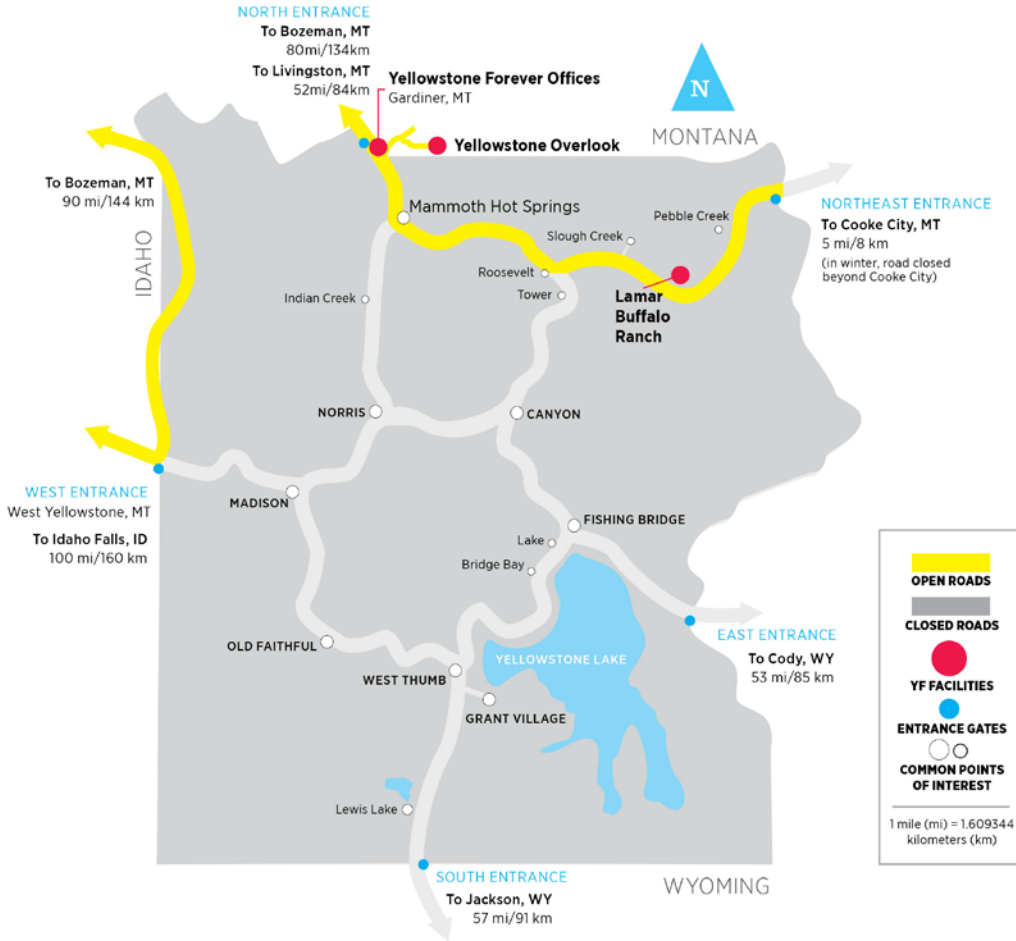 NORTH ENTRANCE
To Bozeman, MT
80mi/134km
To Livingston, MT
52mi/84km
Yellowstone Forever Offices
Gardiner, MT
N
MONTANA
Yellowstone Overlook
To Bozeman, MT
90 mi/144 km
IDAHO
Mammoth Hot Springs
Pebble Creek
Slough Creek
NORTHEAST ENTRANCE
To Cooke City, MT
5 mi/8 km
(in winter, road closed
beyond Cooke City)
Roosevelt
Tower
Indian Creek
Lamar
Buffalo
Ranch
NORRIS
CANYON
WEST ENTRANCE
West Yellowstone, MT
To Idaho Falls, ID
100 mi/160 km
MADISON
FISHING BRIDGE
Lake
Bridge Bay
OLD FAITHFUL
WEST THUMB
YELLOWSTONE LAKE
GRANT VILLAGE
EAST ENTRANCE
To Cody, WY
53 mi/85 km
Lewis Lake
SOUTH ENTRANCE
To Jackson, WY
57 mi/91 km
WYOMING
OPEN ROADS
CLOSED ROADS
YF FACILITIES
ENTRANCE GATES
COMMON POINTS
OF INTEREST
1 mile (mi) = 1.609344
kilometers (km)